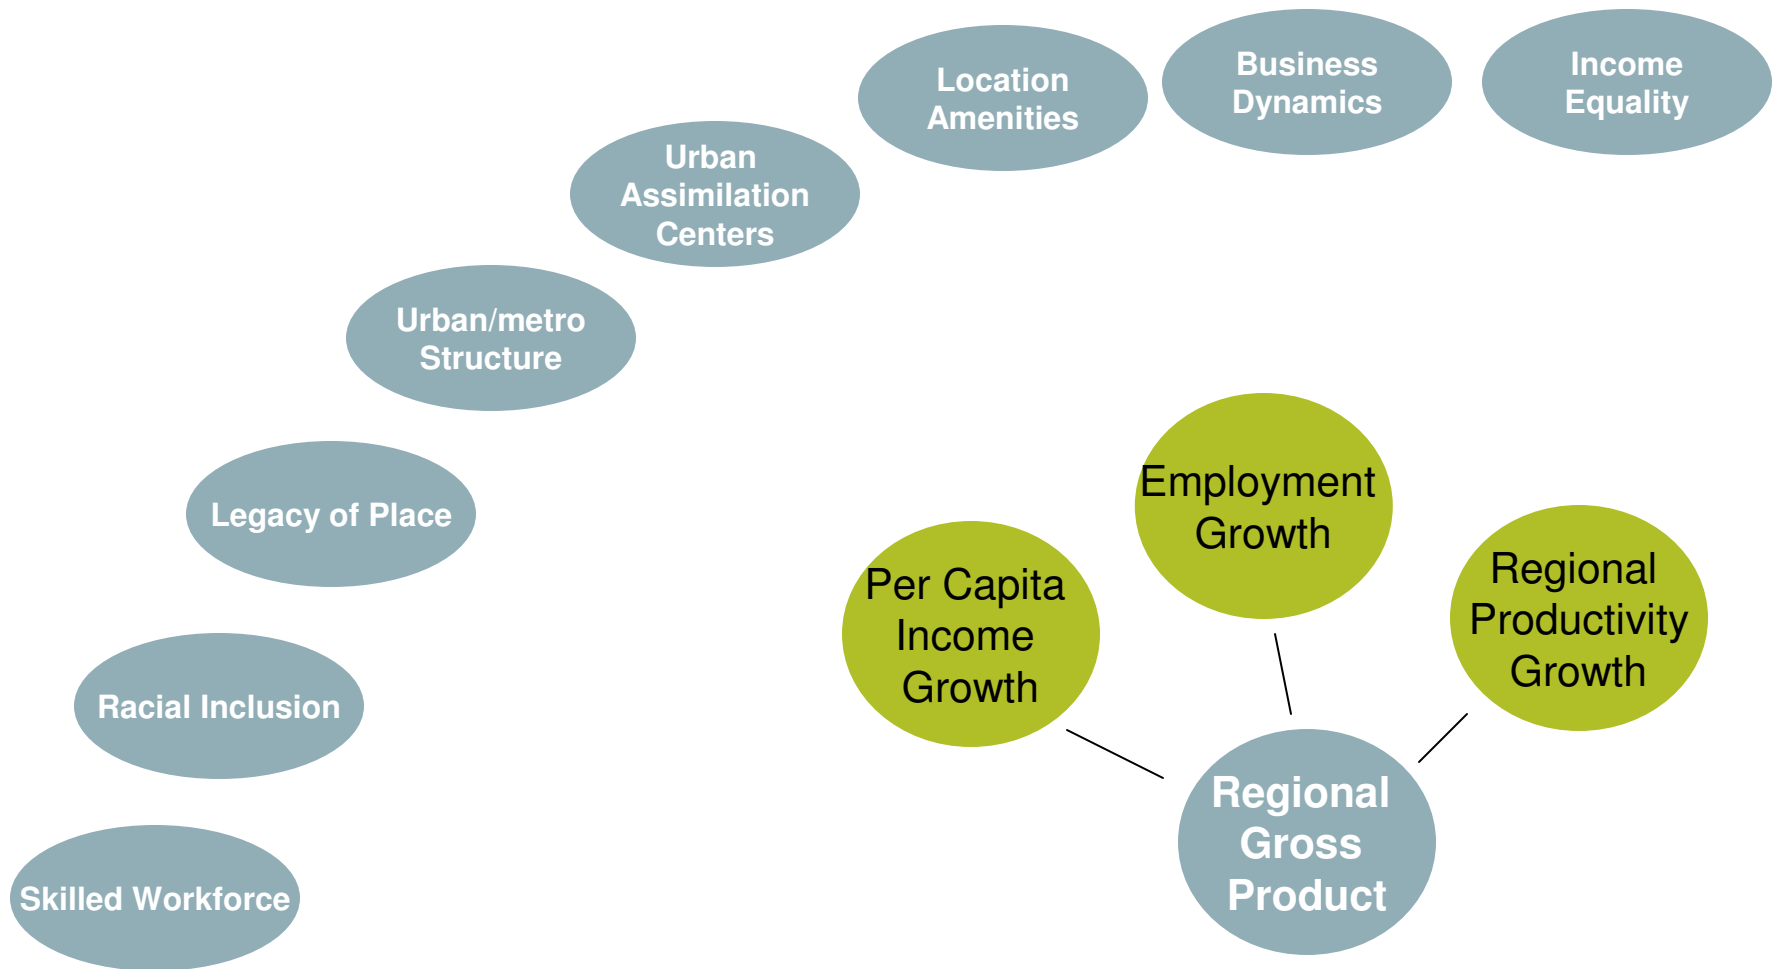 Location
Amenities
Business
Dynamics
Income
Equality
Urban
Assimilation
Centers
Urban/metro
Structure
Legacy of Place
Racial Inclusion
Skilled Workforce
Employment
Growth
Per Capita
Income
Growth
Regional
Productivity
Growth
Regional
Gross
Product